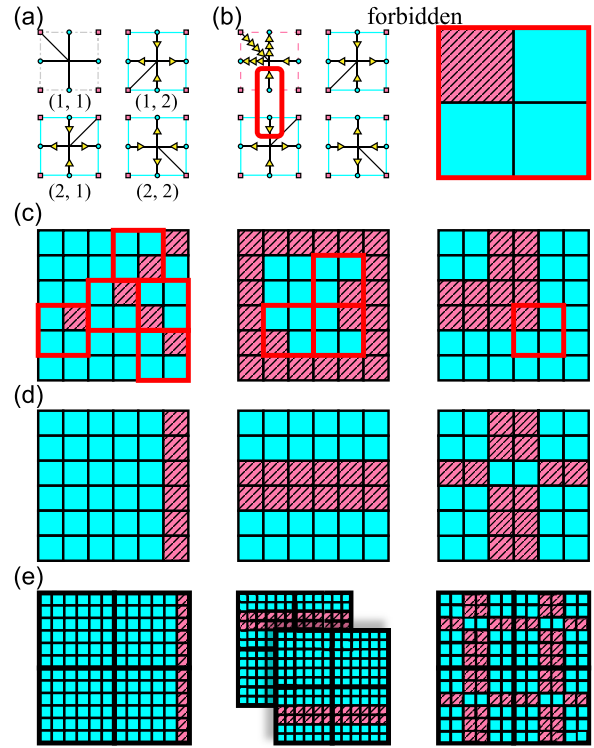 (a)
(b)
forbidden
(1, 1)
(1, 2)
(2, 1)
(2, 2)
(c)
(d)
(e)